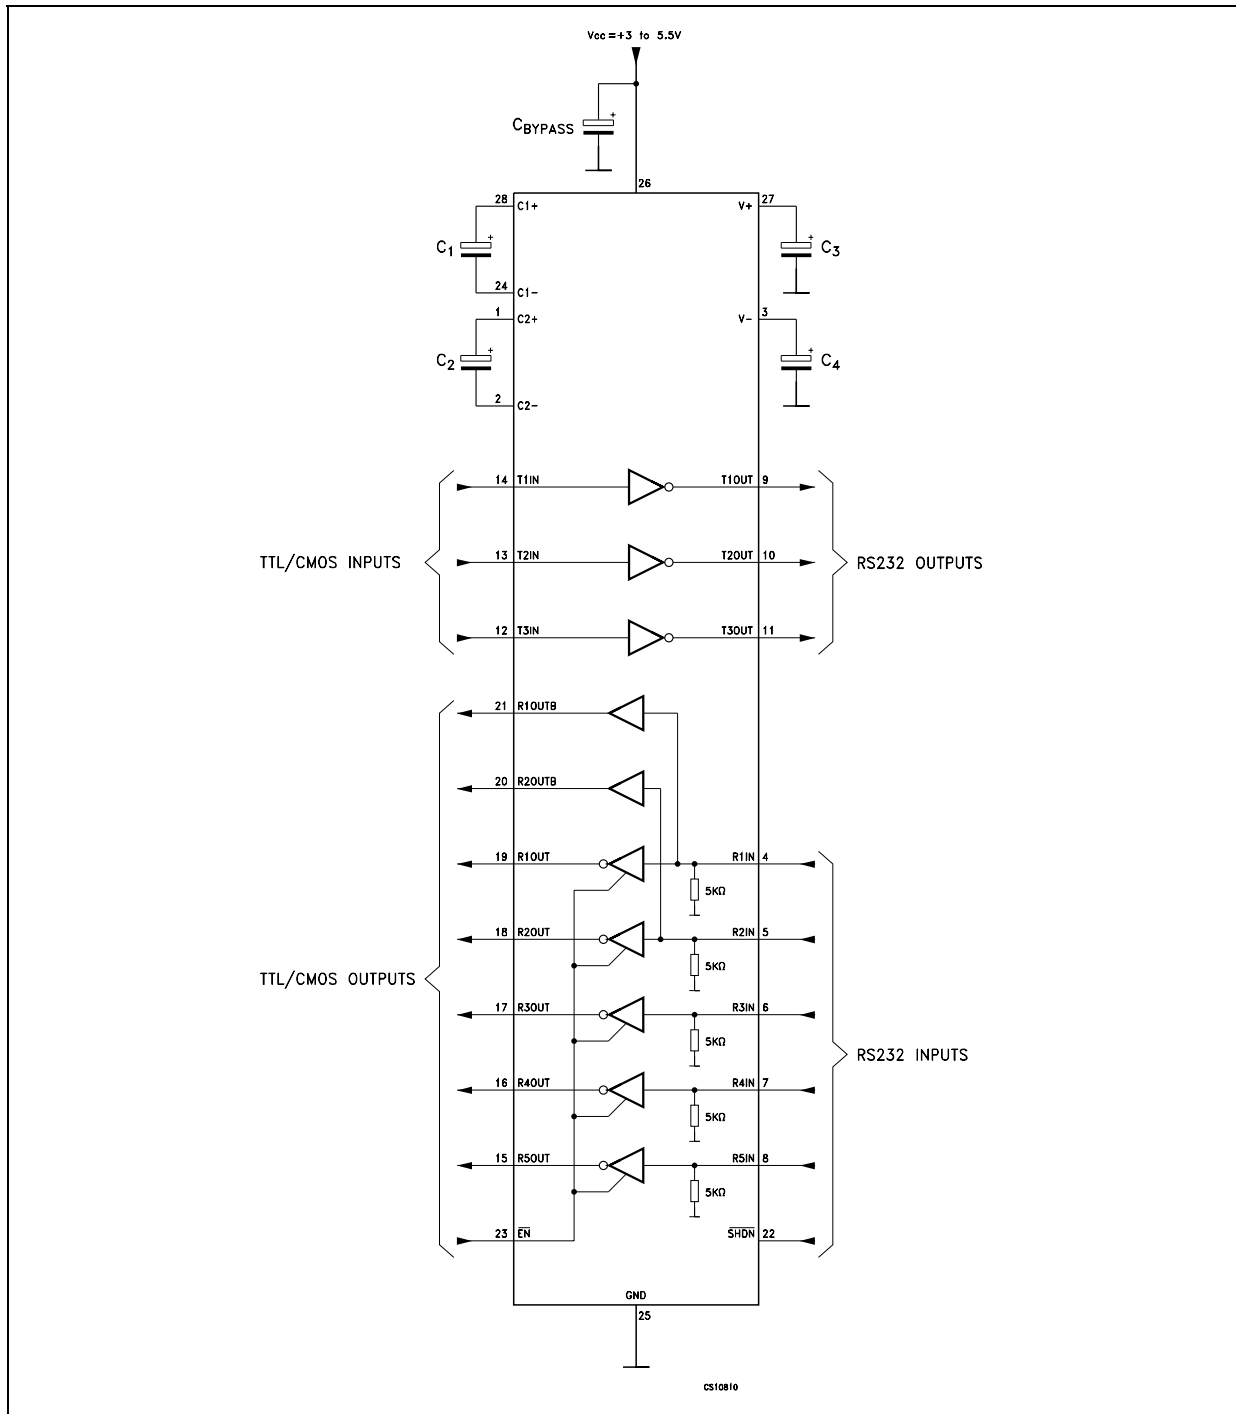 Vcc=+3 to 5.5V
CBYPASS
26
28 C1+ V+ 27
C1 C3
24 C1-
1 C2+ V- 3
C2 C4
2 C2-
14 T1IN T1OUT 9
TTL/CMOS INPUTS 13 T2IN T2OUT 10 RS232 OUTPUTS
12 T3IN T3OUT 11
21 R1OUTB
20 R2OUTB
19 R1OUT R1IN 4
5KΩ
18 R2OUT R2IN 5
5KΩ
TTL/CMOS OUTPUTS
17 R3OUT R3IN 6
5KΩ
RS232 INPUTS
16 R4OUT R4IN 7
5KΩ
15 R5OUT R5IN 8
5KΩ
23 EN SHDN 22
GND
25
CS10810